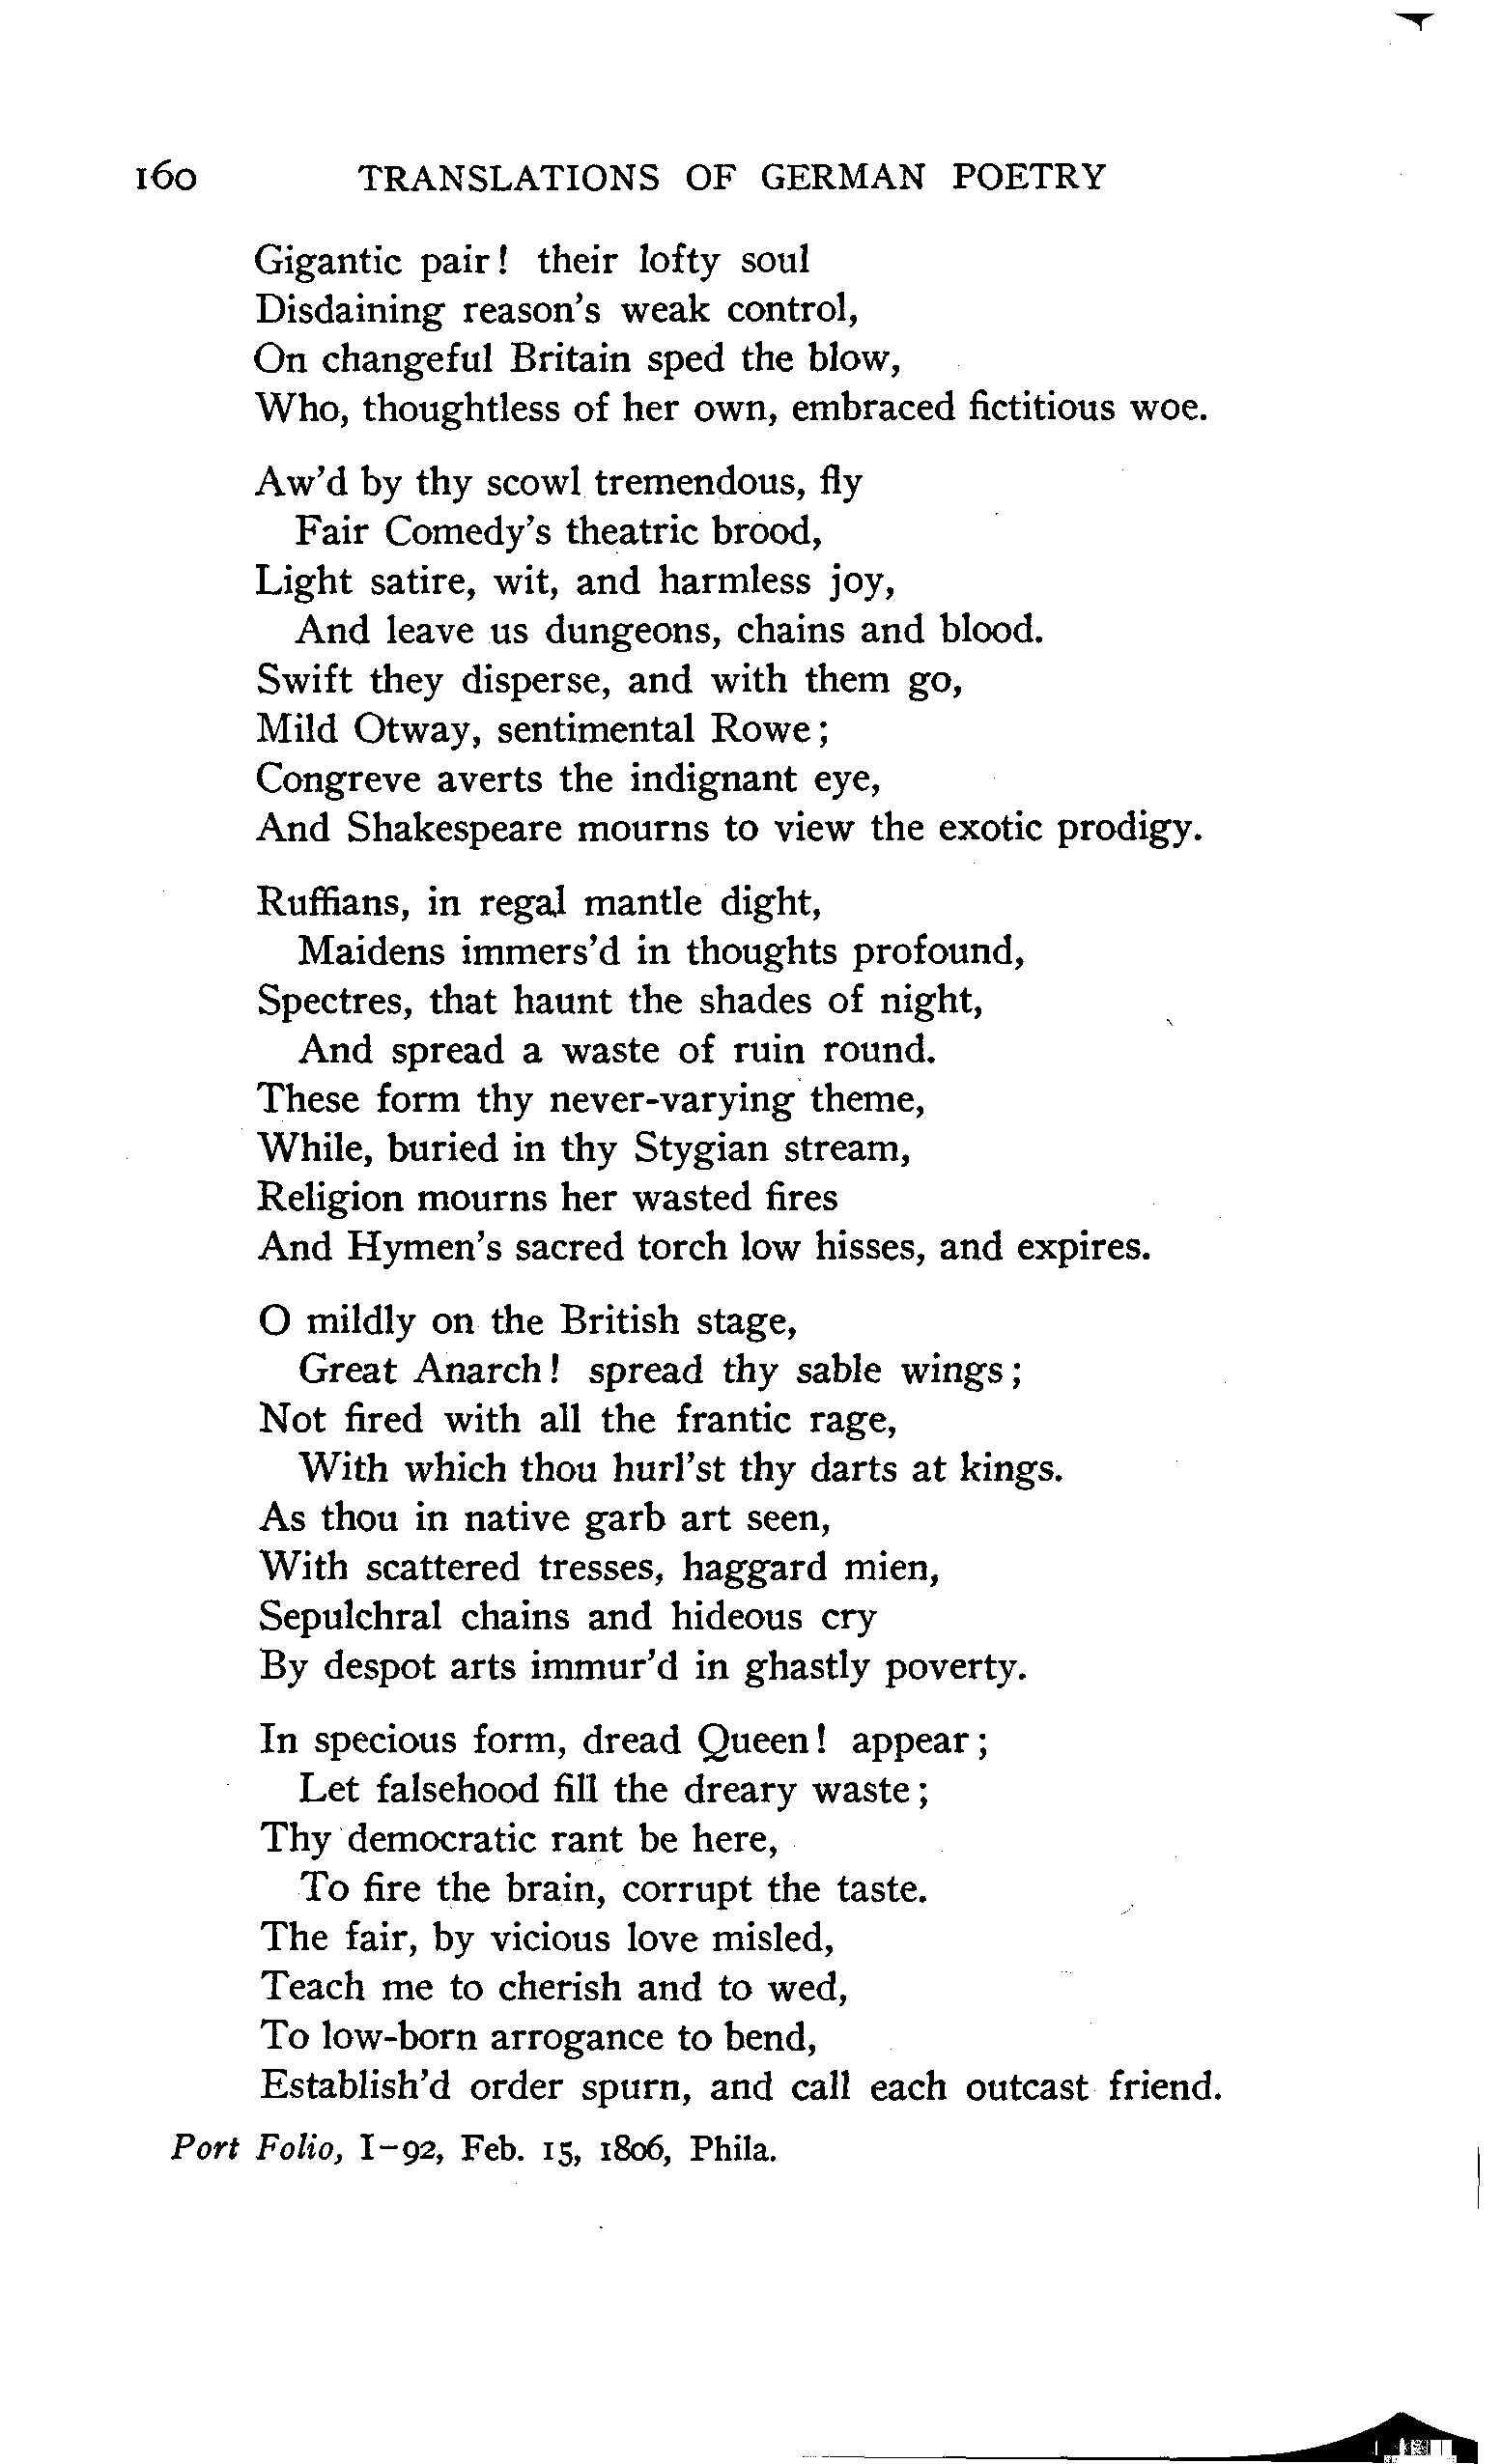 160 TRANSLATIONS OF GERMAN POETRY
Gigantic pair! their lofty soul
Disdaining reason's weak control,
On changeful Britain sped the blow,
Who, thoughtless of her own, embraced fictitious woe.
Aw'd by thy scowl tremendous, fly
Fair Comedy's theatric brood,
Light satire, wit, and harmless joy,
And leave us dungeons, chains and blood.
Swift they disperse, and with them go,
Mild Otway, sentimental Rowe;
Congreve averts the indignant eye,
And Shakespeare mourns to view the exotic prodigy.
Ruffians, in regal mantle dight,
Maidens immers'd in thoughts profound,
Spectres, that haunt the shades of night,
And spread a waste of ruin round.
These form thy never-varying theme,
While, buried in thy Stygian stream,
Religion mourns her wasted fires
And Hymen's sacred torch low hisses, and expires.
O mildly on the British stage,
Great Anarch! spread thy sable wings;
Not fired with all the frantic rage,
With which thou hurl'st thy darts at kings.
As thou in native garb art seen,
With scattered tresses, haggard mien,
Sepulchral chains and hideous cry
By despot arts immur'd in ghastly poverty.
In specious form, dread Queen! appear;
Let falsehood fill the dreary waste;
Thy democratic rant be here,
To fire the brain, corrupt the taste.
The fair, by vicious love misled,
Teach me to cherish and to wed,
To low-born arrogance to bend,
Establish'd order spurn, and call each outcast friend.
Port Folio, I-92, Feb. 15, 1806, Phila.